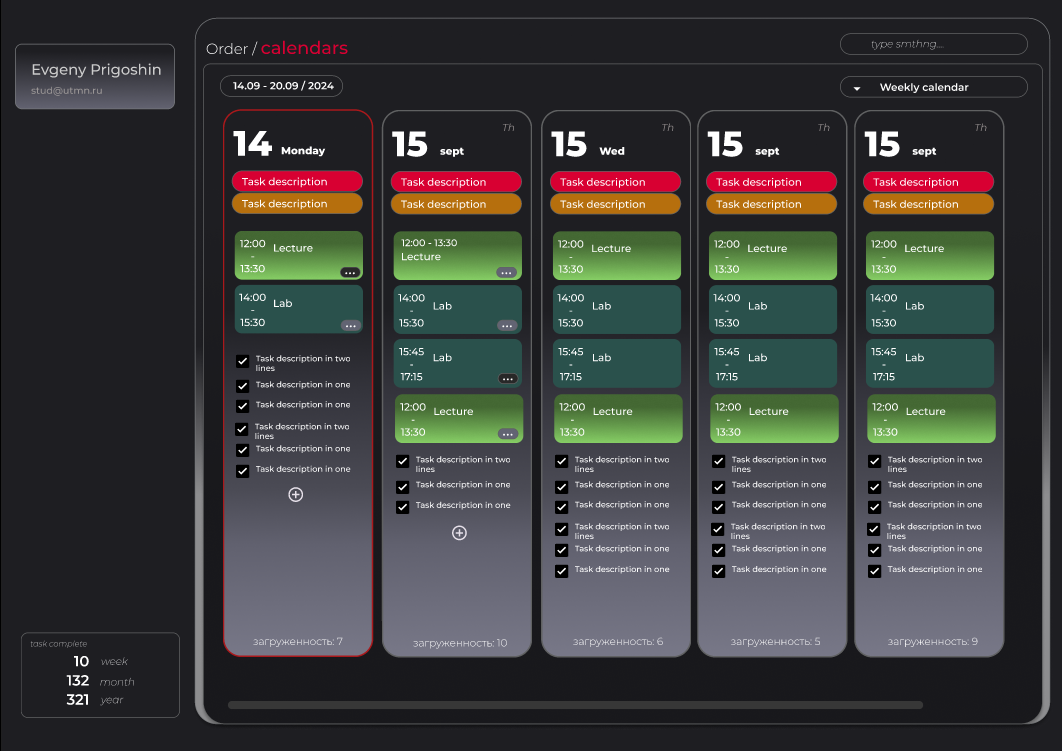 Evgeny Prigoshin
stud@utmn.ru
Order / calendars
type smthng....
14.09 - 20.09 / 2024
Weekly calendar
14 Monday
Task description
Task description
12:00
-
13:30
Lecture
...
14:00
-
15:30
Lab
...
Task description in two
lines
Task description in one
Task description in one
Task description in two
lines
Task description in one
Task description in one
загруженность: 7
Th
15 sept
Task description
Task description
12:00 - 13:30
Lecture
...
14:00
-
15:30
Lab
...
15:45
-
17:15
Lab
...
12:00
-
13:30
Lecture
...
Task description in two
lines
Task description in one
Task description in one
загруженность: 10
Th
15 Wed
Task description
Task description
12:00
-
13:30
Lecture
14:00
-
15:30
Lab
15:45
-
17:15
Lab
12:00
-
13:30
Lecture
Task description in two
lines
Task description in one
Task description in one
Task description in two
lines
Task description in one
Task description in one
загруженность: 6
Th
15 sept
Task description
Task description
12:00
-
13:30
Lecture
14:00
-
15:30
Lab
15:45
-
17:15
Lab
12:00
-
13:30
Lecture
Task description in two
lines
Task description in one
Task description in one
Task description in two
lines
Task description in one
Task description in one
загруженность: 5
Th
15 sept
Task description
Task description
12:00
-
13:30
Lecture
14:00
-
15:30
Lab
15:45
-
17:15
Lab
12:00
-
13:30
Lecture
Task description in two
lines
Task description in one
Task description in one
Task description in two
lines
Task description in one
Task description in one
загруженность: 9
task complete
10 week
132 month
321 year